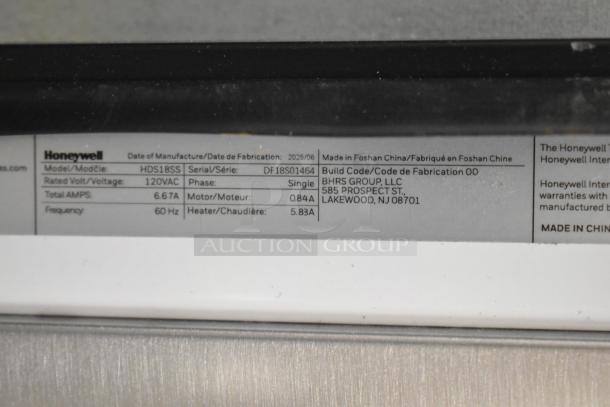 es.com
Honeywell Date of Manufacture/Date de Fabrication: 2025/06
Model/Modčle: HDS18SS Serial/Série: DF18S01464
Rated Volt/Voltage: 120VAC Phase: Single
Total AMPS: 6.67A Motor/Moteur: 0.84A
Frequency: 60 Hz Heater/Chaudière: 5.83A
Made in Foshan China/Fabriqué en Foshan Chine
Build Code/Code de Fabrication 00
BHRS GROUP, LLC
585 PROSPECT ST.,
LAKEWOOD, NJ 08701
The Honeywell
Honeywell Inter
Honeywell Inter
warranties with
manufactured b
MADE IN CHIN
AUCTION GROUP